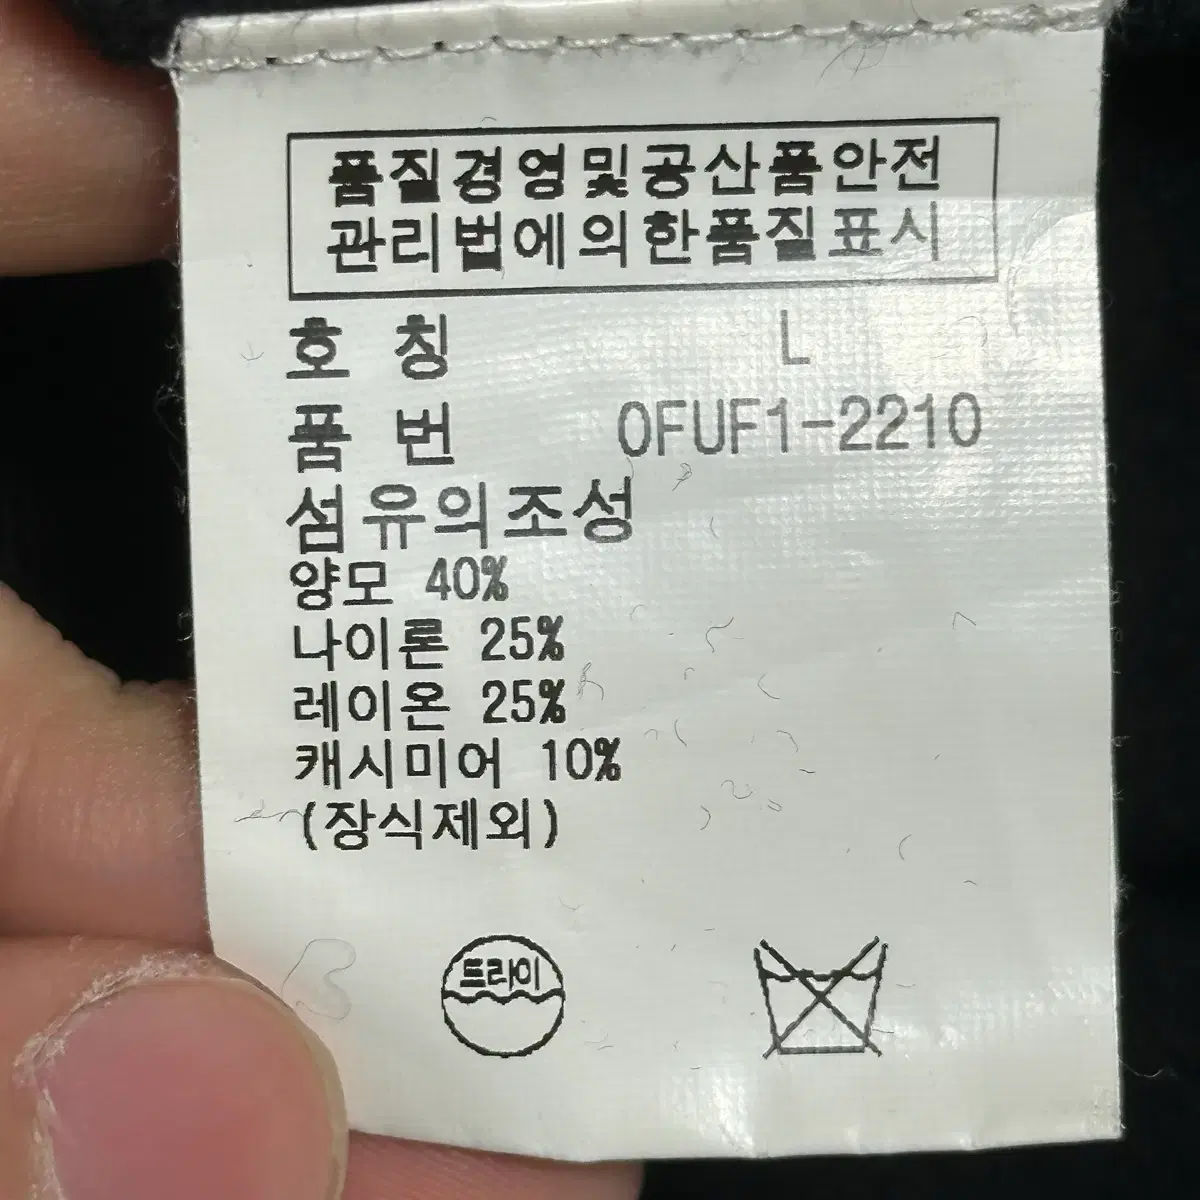 품질경영및공산품안전
관리법에의한품질표시
호 칭 L
품 번 0FUF1-2210
섬유의조성
양모 40%
나이론 25%
레이온 25%
캐시미어 10%
(장식제외)
드라이